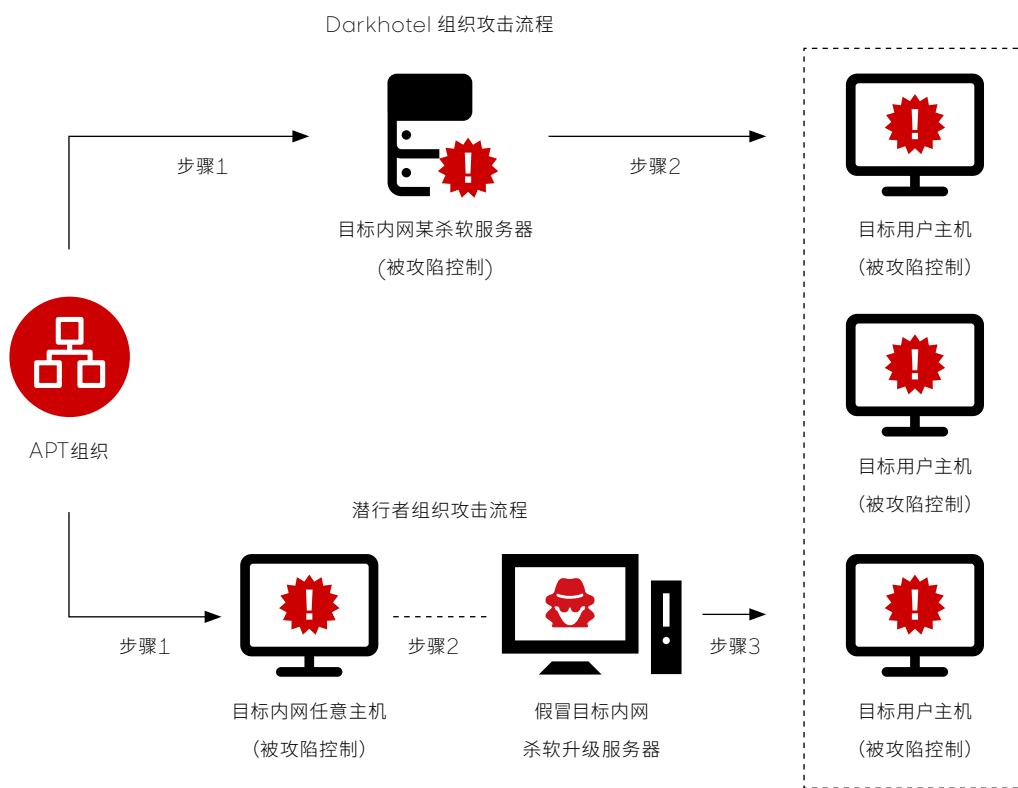 Darkhotel 组织攻击流程
步骤1
步骤2
目标内网某杀软服务器
(被攻陷控制)
目标用户主机
(被攻陷控制)
目标用户主机
(被攻陷控制)
APT组织
潜行者组织攻击流程
步骤1
步骤2
步骤3
目标内网任意主机
(被攻陷控制)
假冒目标内网
杀软升级服务器
目标用户主机
(被攻陷控制)